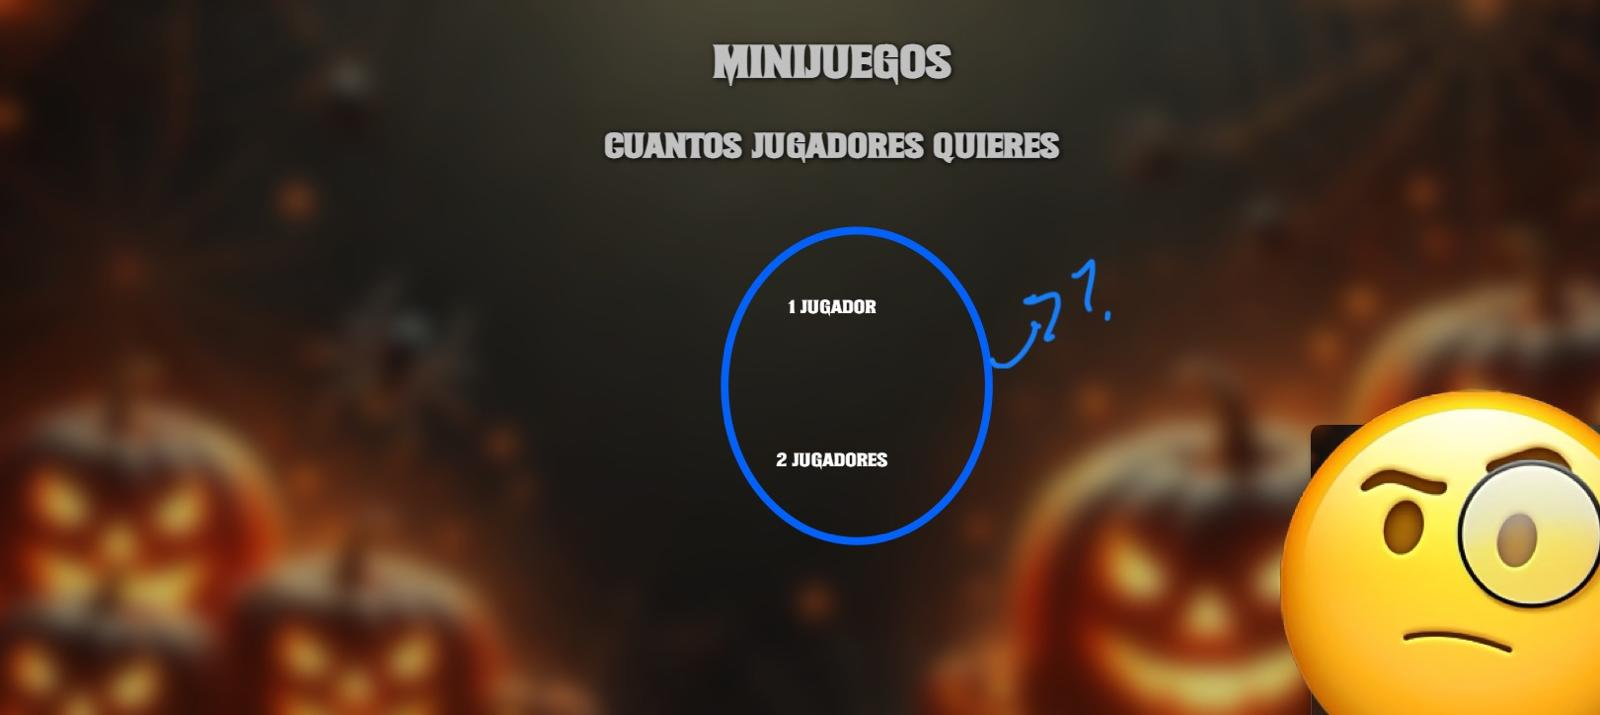 MINIJUEGOS
CUANTOS JUGADORES QUIERES
1 JUGADOR
??
2 JUGADORES